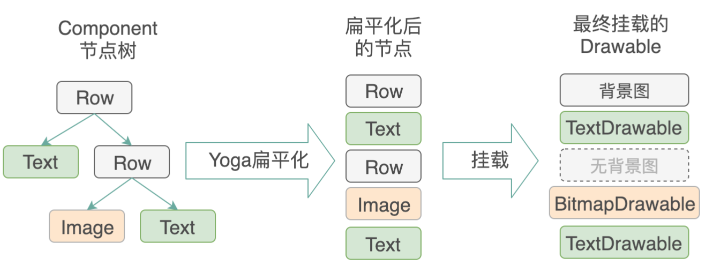 Component
节点树
Row
Text
Row
Image
Text
Yoga扁平化
扁平化后
的节点
Row
Text
Row
Image
Text
挂载
最终挂载的
Drawable
背景图
TextDrawable
无背景图
BitmapDrawable
TextDrawable